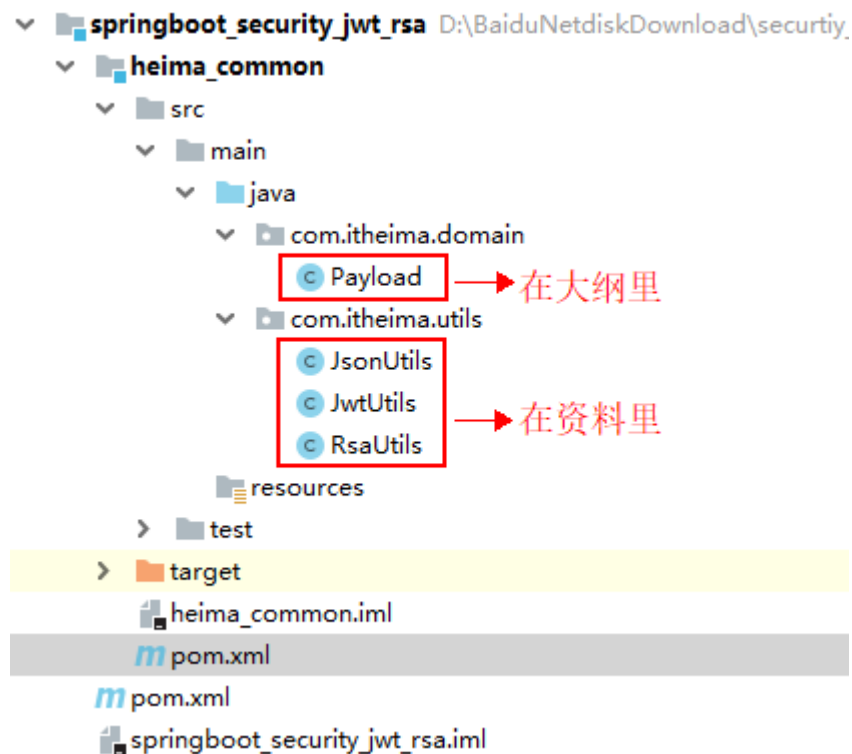 springboot_security_jwt_rsa D:\BaiduNetdiskDownload\securtiy_
heima_common
src
main
java
com.itheima.domain
C Payload 在大纲里
com.itheima.utils
C JsonUtils
C JwtUtils 在资料里
C RsaUtils
resources
test
target
heima_common.iml
m pom.xml
m pom.xml
springboot_security_jwt_rsa.iml